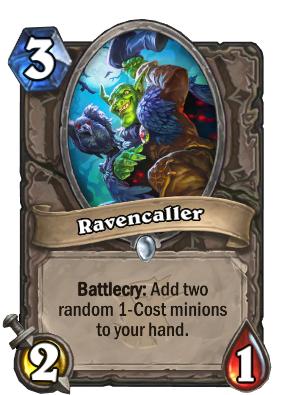 3
Ravencaller
Battlecry: Add two
random 1-Cost minions
to your hand.
2
1